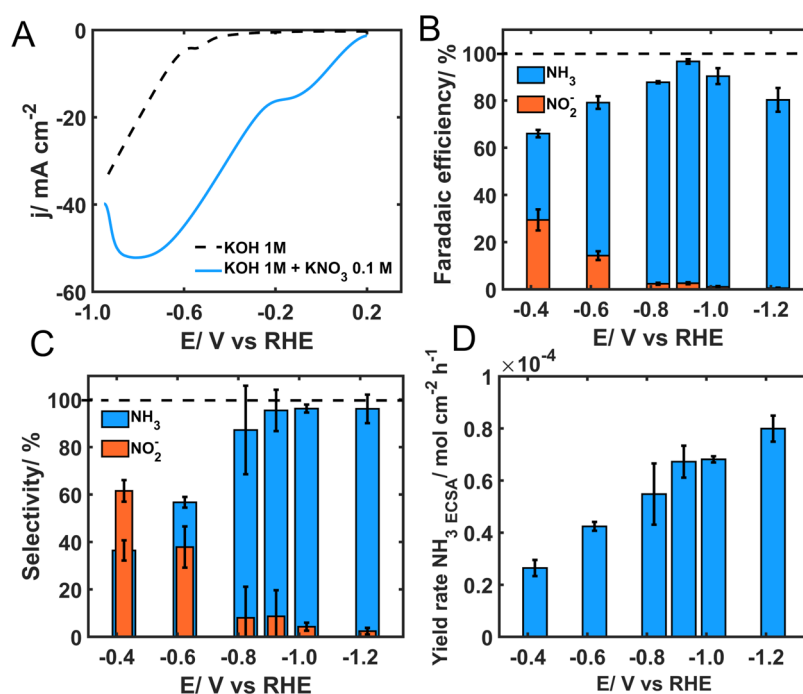 A
0
-20
-40
-60
j/ mA cm⁻²
KOH 1M
KOH 1M + KNO₃ 0.1 M
-1.0 -0.6 -0.2 0.2
E/ V vs RHE
B
100
80
60
40
20
0
Faradaic efficiency/ %
NH₃
NO₂⁻
-0.4 -0.6 -0.8 -1.0 -1.2
E/ V vs RHE
C
100
80
60
40
20
0
Selectivity/ %
NH₃
NO₂⁻
-0.4 -0.6 -0.8 -1.0 -1.2
E/ V vs RHE
D
×10⁻⁴
1
0.8
0.6
0.4
0.2
0
Yield rate NH₃ ECSA/ mol cm⁻² h⁻¹
-0.4 -0.6 -0.8 -1.0 -1.2
E/ V vs RHE